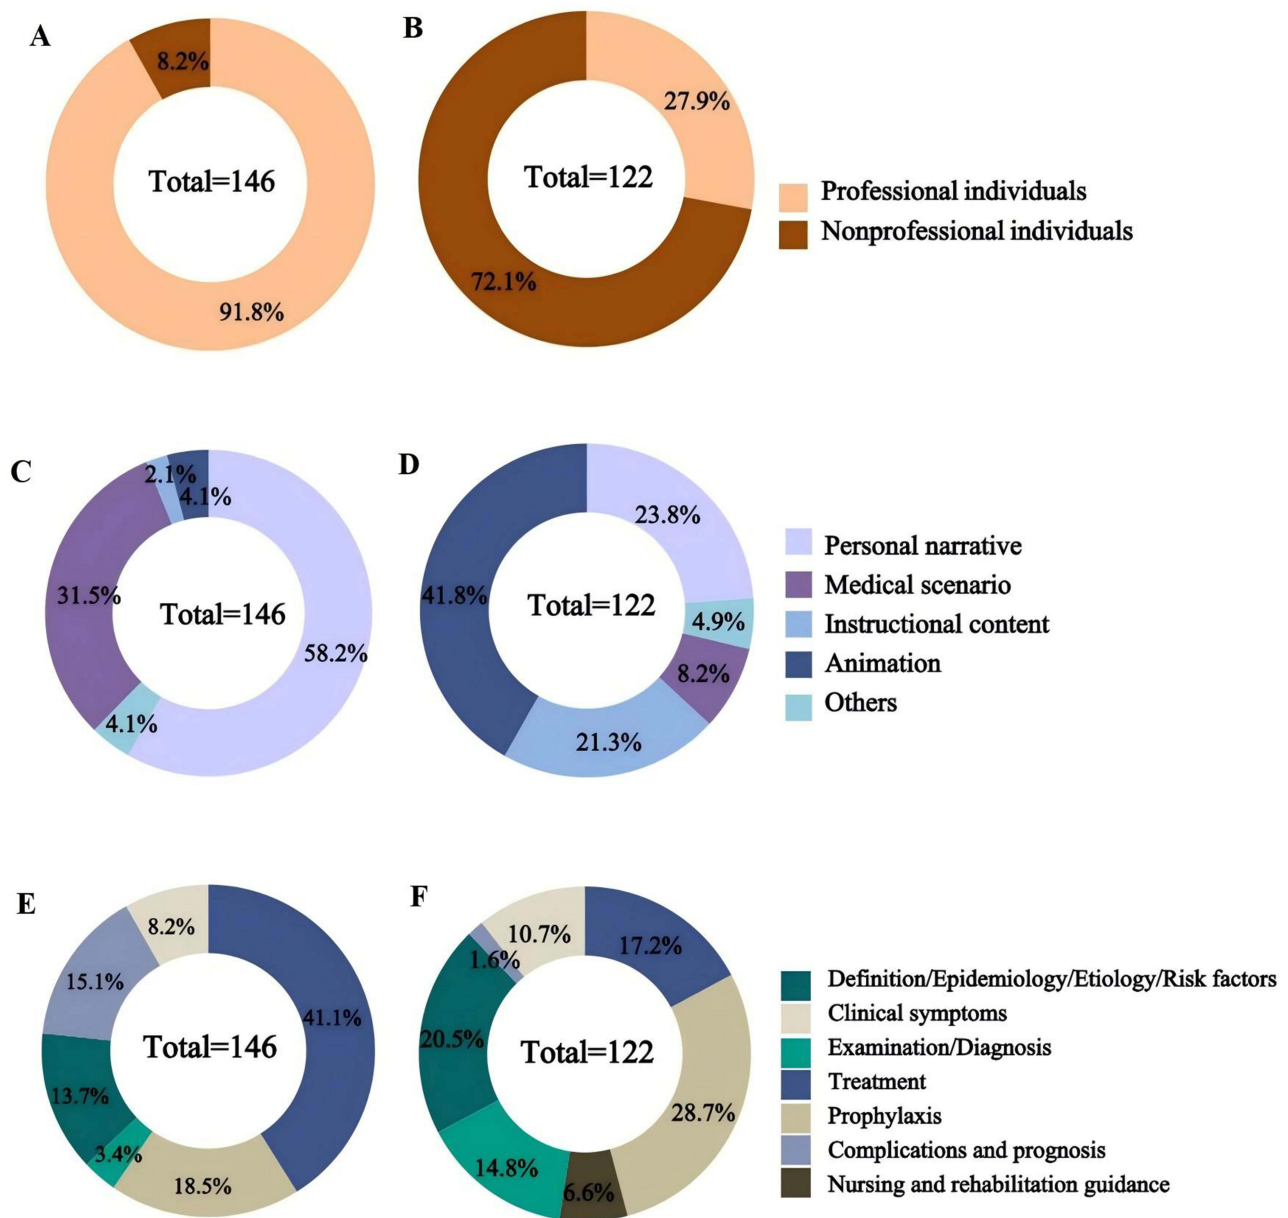 A
8.2%
Total=146
91.8%
B
27.9%
Total=122
72.1%
Professional individuals
Nonprofessional individuals
C
2.1%
4.1%
31.5%
Total=146
58.2%
4.1%
D
23.8%
41.8%
Total=122
4.9%
8.2%
21.3%
Personal narrative
Medical scenario
Instructional content
Animation
Others
E
8.2%
15.1%
41.1%
Total=146
13.7%
3.4%
18.5%
F
10.7%
17.2%
1.6%
20.5%
Total=122
28.7%
14.8%
6.6%
Definition/Epidemiology/Etiology/Risk factors
Clinical symptoms
Examination/Diagnosis
Treatment
Prophylaxis
Complications and prognosis
Nursing and rehabilitation guidance